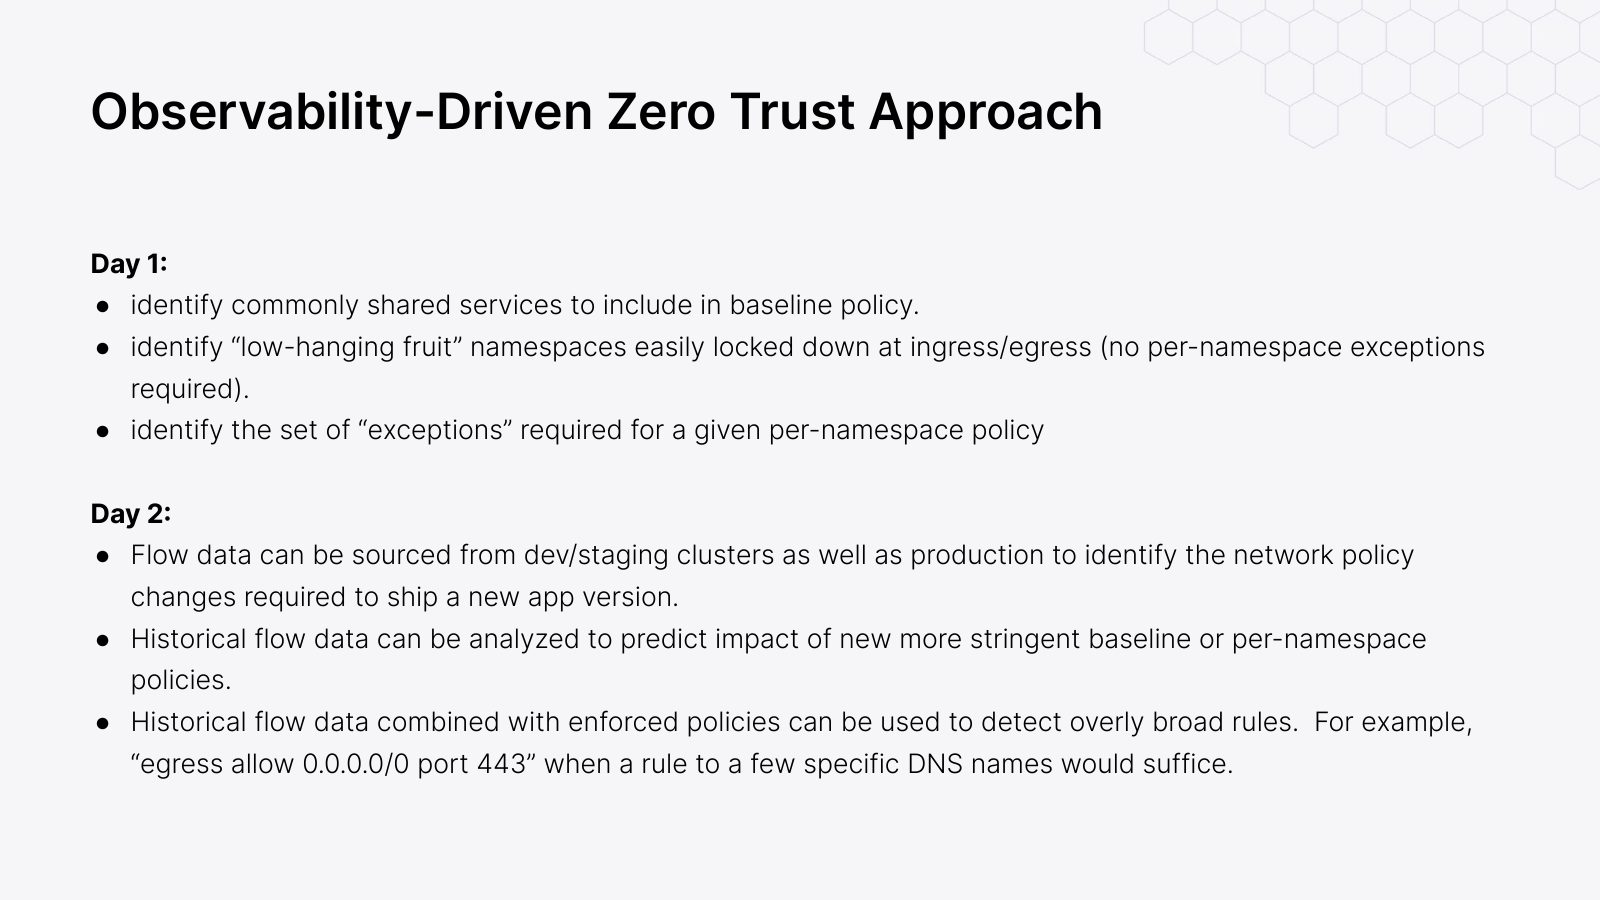 Observability-Driven Zero Trust Approach
Day 1:
● identify commonly shared services to include in baseline policy.
● identify “low-hanging fruit” namespaces easily locked down at ingress/egress (no per-namespace exceptions
required).
● identify the set of “exceptions” required for a given per-namespace policy
Day 2:
● Flow data can be sourced from dev/staging clusters as well as production to identify the network policy
changes required to ship a new app version.
● Historical flow data can be analyzed to predict impact of new more stringent baseline or per-namespace
policies.
● Historical flow data combined with enforced policies can be used to detect overly broad rules.  For example,
“egress allow 0.0.0.0/0 port 443” when a rule to a few specific DNS names would suffice.